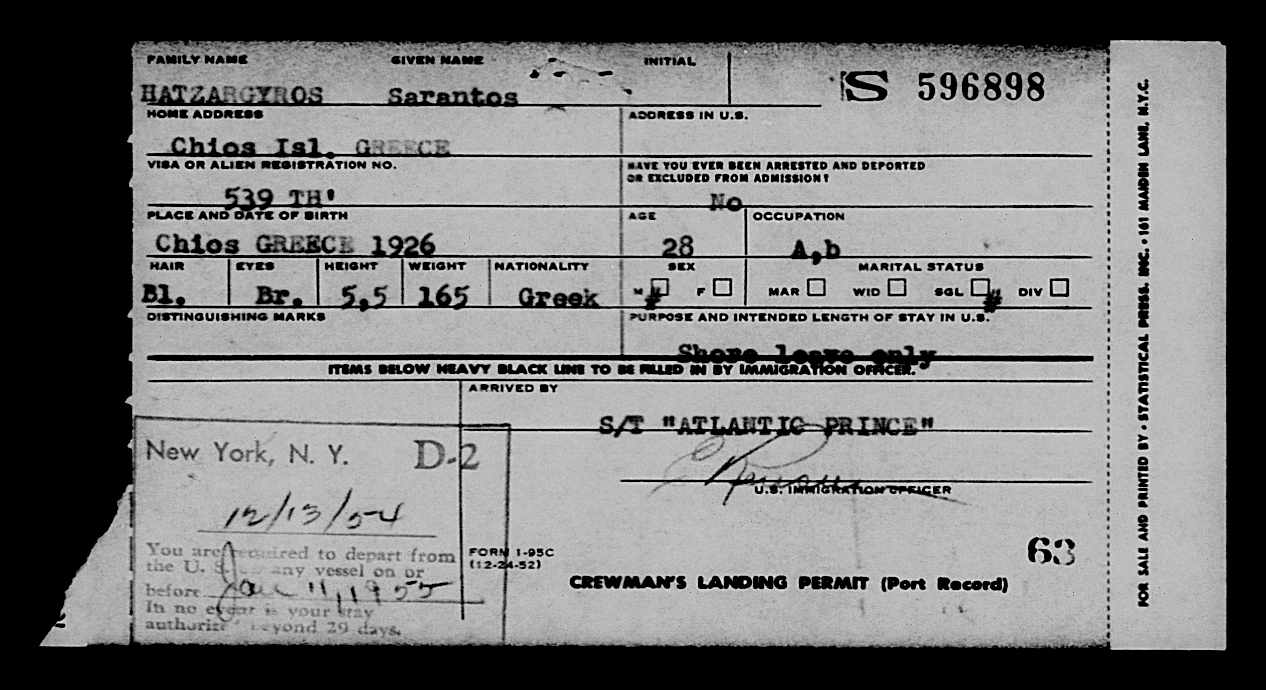 FAMILY NAME GIVEN NAME INITIAL
S 596898
HATZARGYROS Sarantos
HOME ADDRESS ADDRESS IN U.S.
Chios Isl. GREECE
VISA OR ALIEN REGISTRATION NO. HAVE YOU EVER BEEN ARRESTED AND DEPORTED
OR EXCLUDED FROM ADMISSION?
539 TH' No
PLACE AND DATE OF BIRTH AGE OCCUPATION
Chios GREECE 1926 28 A,b
HAIR EYES HEIGHT WEIGHT NATIONALITY SEX MARITAL STATUS
Bl. Br. 5,5 165 Greek M # F MAR WID SGL # DIV
DISTINGUISHING MARKS PURPOSE AND INTENDED LENGTH OF STAY IN U.S.
Shore leave only
ITEMS BELOW HEAVY BLACK LINE TO BE FILLED IN BY IMMIGRATION OFFICER.
ARRIVED BY
S/T "ATLANTIC PRINCE"
New York, N. Y. D-2
U.S. IMMIGRATION OFFICER
12/13/54
You are required to depart from
the U. S. on any vessel on or
before Jan 11, 1955
In no event is your stay
authorized beyond 29 days.
FORM I-95C
(12-24-52)
63
CREWMAN'S LANDING PERMIT (Port Record)
FOR SALE AND PRINTED BY • STATISTICAL PRESS. INC. • 161 MAIDEN LANE. N.Y.C.